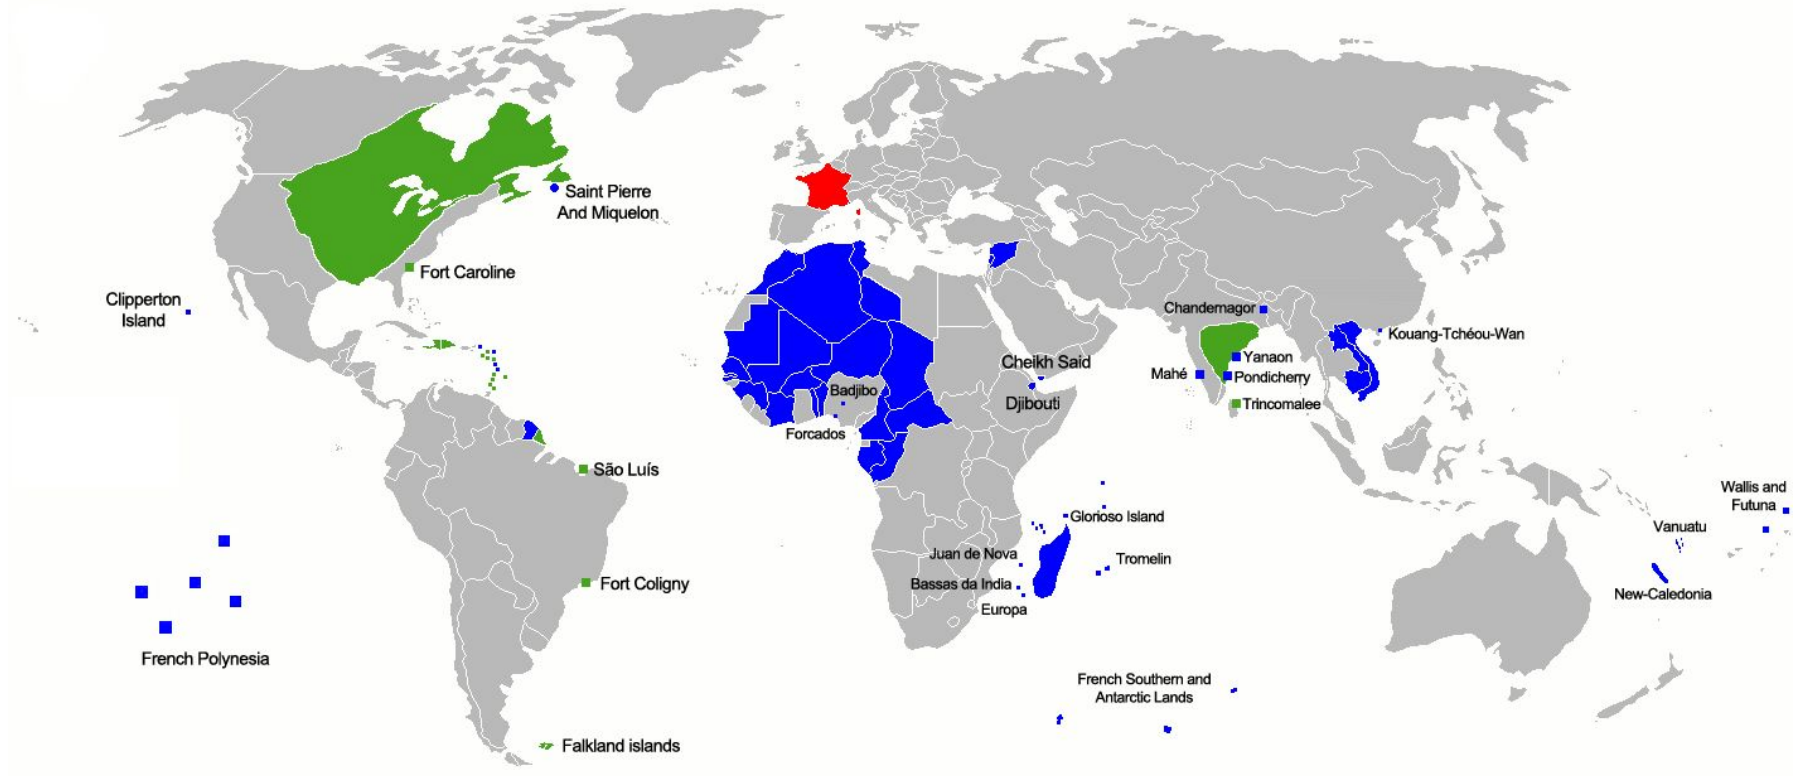 Saint Pierre
And Miquelon
Fort Caroline
Clipperton
Island
Chandernagor
Kouang-Tchéou-Wan
Yanaon
Cheikh Said
Mahé
Pondicherry
Badjibo
Djibouti
Trincomalee
Forcados
São Luís
Wallis and
Futuna
Glorioso Island
Vanuatu
Juan de Nova
Tromelin
Bassas da India
Fort Coligny
New-Caledonia
Europa
French Polynesia
French Southern and
Antarctic Lands
Falkland islands